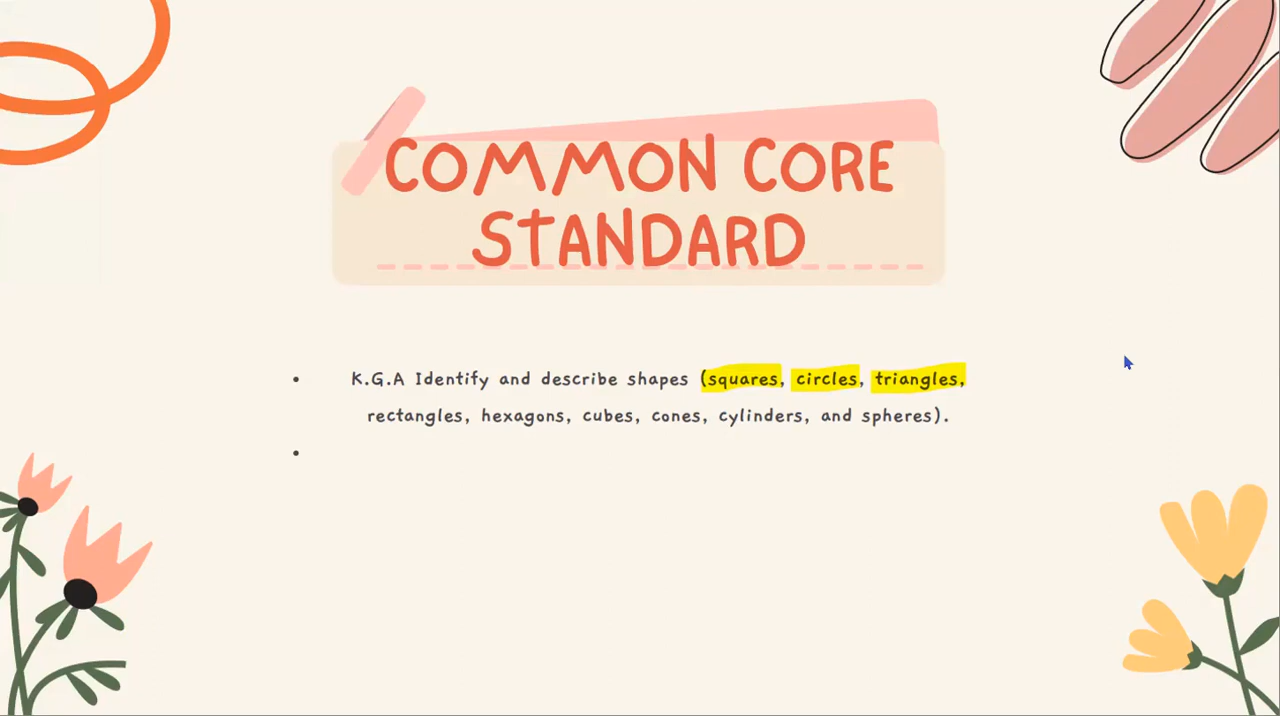 COMMON CORE
STANDARD
• K.G.A Identify and describe shapes (squares, circles, triangles,
rectangles, hexagons, cubes, cones, cylinders, and spheres).
•